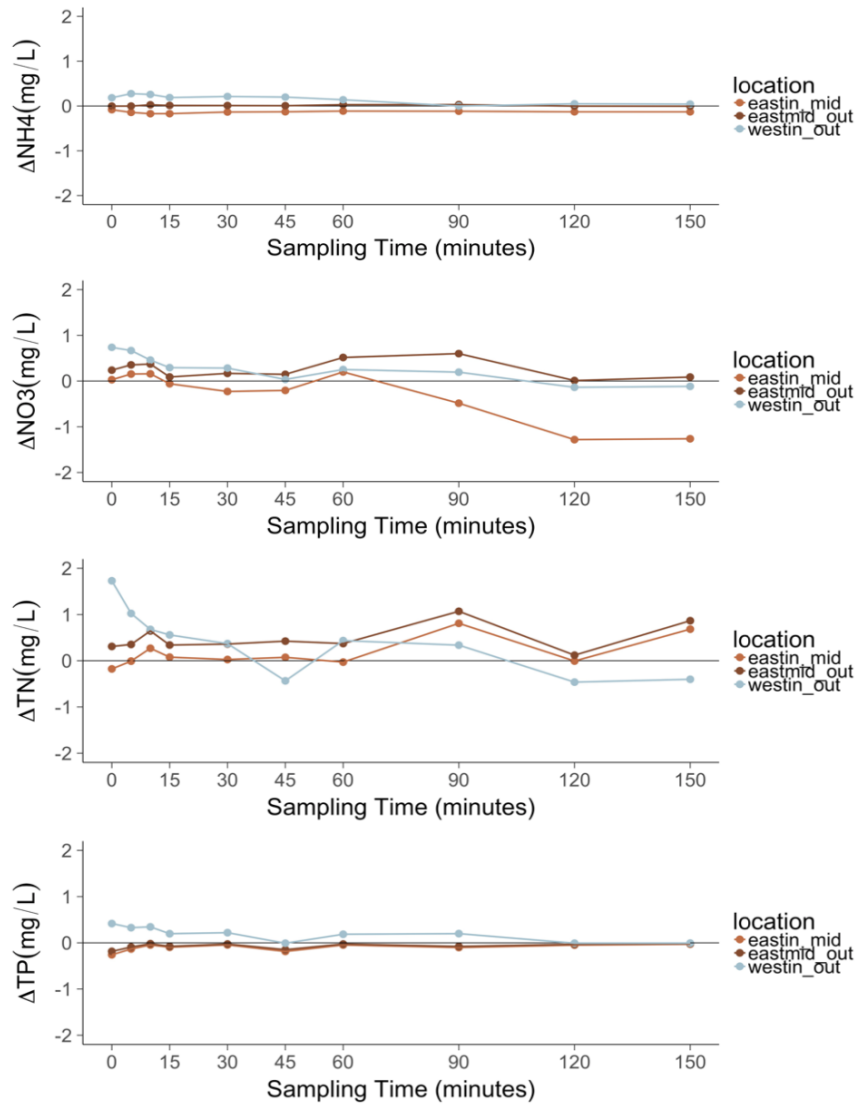 2
1
0
-1
-2
ΔNH4(mg/L)
0 15 30 45 60 90 120 150
Sampling Time (minutes)
location
eastin_mid
eastmid_out
westin_out
2
1
0
-1
-2
ΔNO3(mg/L)
0 15 30 45 60 90 120 150
Sampling Time (minutes)
location
eastin_mid
eastmid_out
westin_out
2
1
0
-1
-2
ΔTN(mg/L)
0 15 30 45 60 90 120 150
Sampling Time (minutes)
location
eastin_mid
eastmid_out
westin_out
2
1
0
-1
-2
ΔTP(mg/L)
0 15 30 45 60 90 120 150
Sampling Time (minutes)
location
eastin_mid
eastmid_out
westin_out